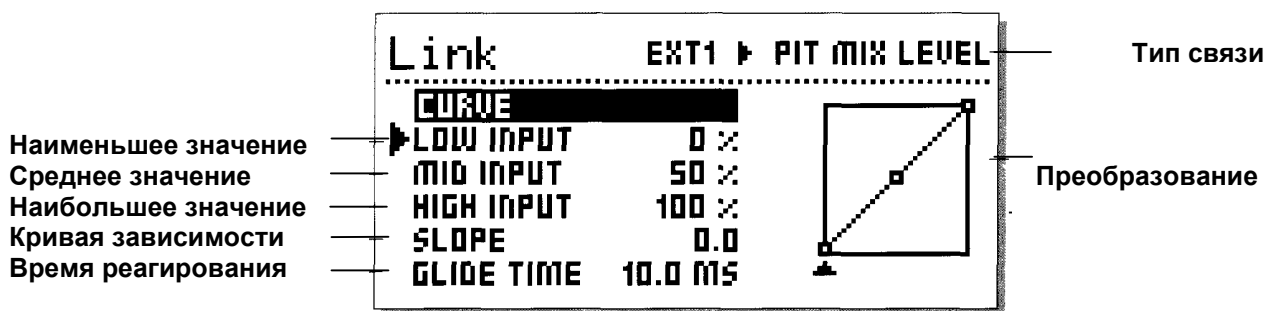 Link EXT1 ▶ PIT MIX LEVEL Тип связи
CURVE
Наименьшее значение LOW INPUT 0 %
Среднее значение MID INPUT 50 %
Преобразование
Наибольшее значение HIGH INPUT 100 %
Кривая зависимости SLOPE 0.0
Время реагирования GLIDE TIME 10.0 MS